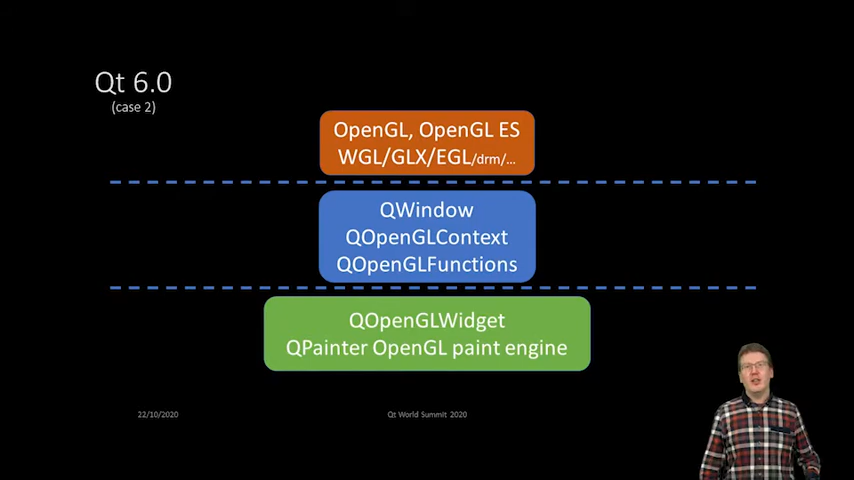 Qt 6.0
(case 2)
OpenGL, OpenGL ES
WGL/GLX/EGL/drm/...
QWindow
QOpenGLContext
QOpenGLFunctions
QOpenGLWidget
QPainter OpenGL paint engine
22/10/2020
Qt World Summit 2020